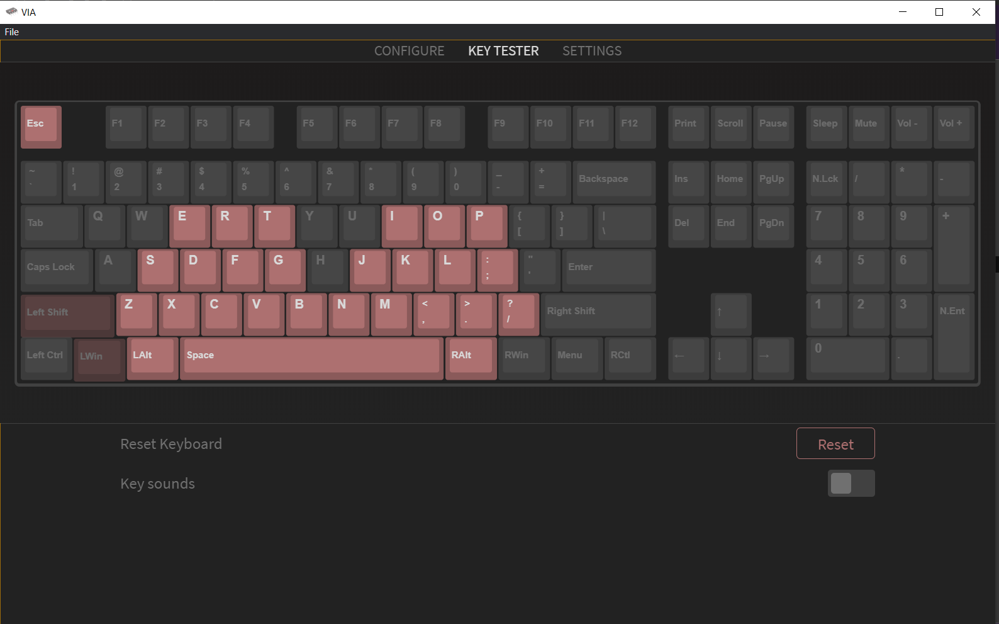 VIA
File
CONFIGURE KEY TESTER SETTINGS
Esc F1 F2 F3 F4 F5 F6 F7 F8 F9 F10 F11 F12 Print Scroll Pause Sleep Mute Vol - Vol +
~ ! @ # $ % ^ & * ( ) _ +
` 1 2 3 4 5 6 7 8 9 0 - = Backspace Ins Home PgUp N.Lck / * -
Tab Q W E R T Y U I O P { } | Del End PgDn 7 8 9 +
[ ] \
Caps Lock A S D F G H J K L : " Enter 4 5 6
; '
Left Shift Z X C V B N M < > ? Right Shift ↑ 1 2 3 N.Ent
, . /
Left Ctrl LWin LAlt Space RAlt RWin Menu RCtl ← ↓ → 0 .
Reset Keyboard Reset
Key sounds